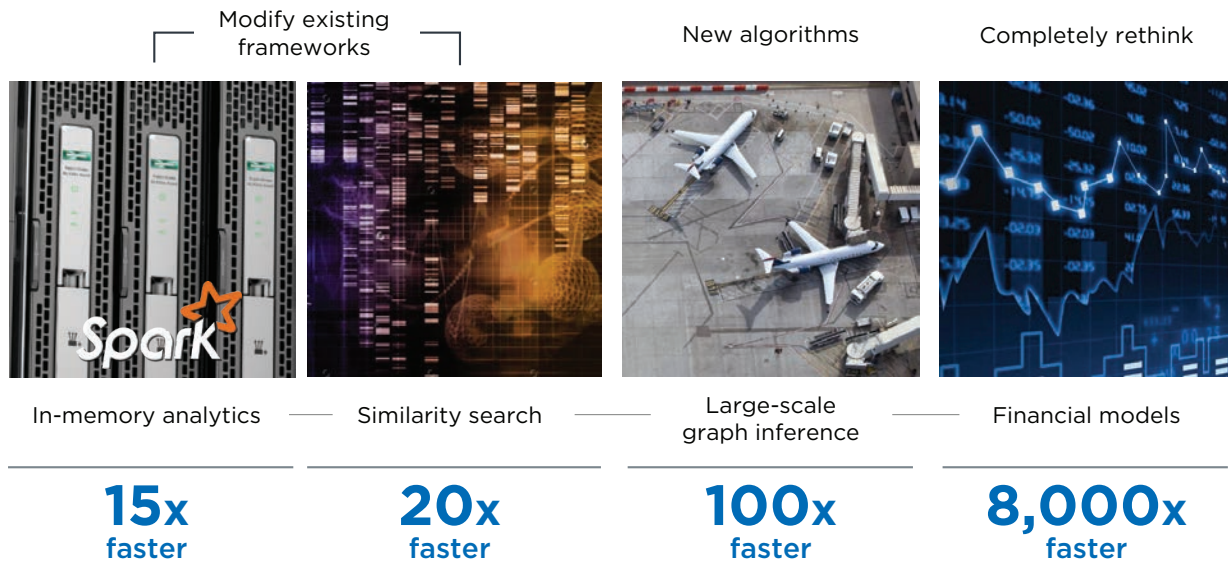 Modify existing
frameworks
New algorithms
Completely rethink
Spark
In-memory analytics
Similarity search
Large-scale
graph inference
Financial models
15x
faster
20x
faster
100x
faster
8,000x
faster